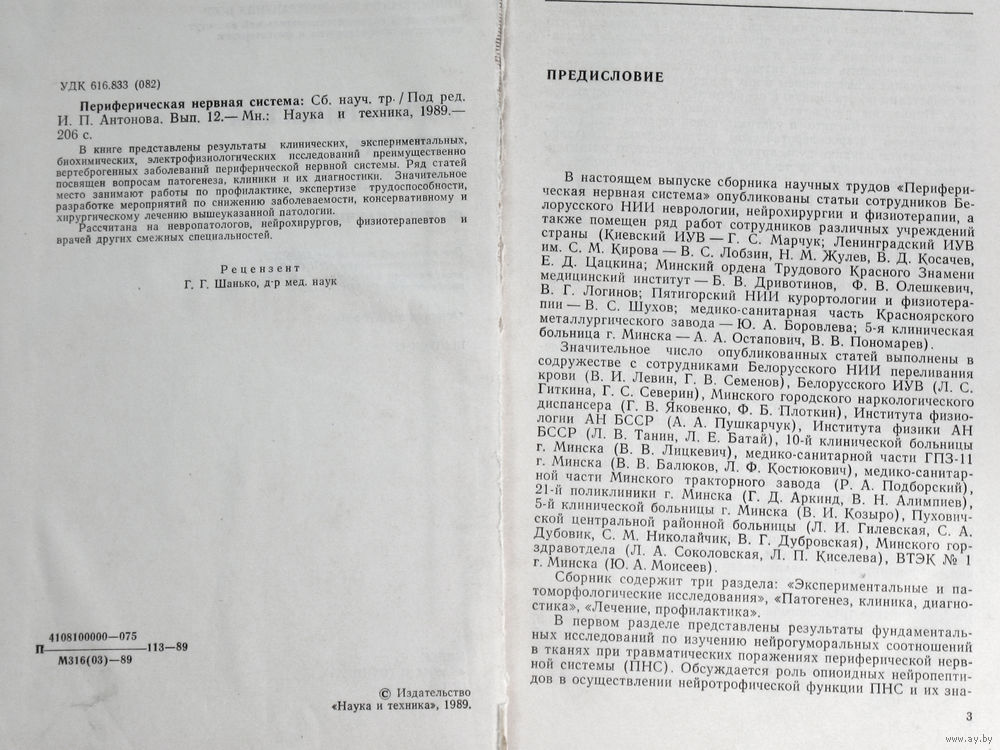 УДК 616.833 (082)
Периферическая нервная система: Сб. науч. тр. / Под ред.
И. П. Антонова. Вып. 12.— Мн.: Наука и техника, 1989.—
206 с.
В книге представлены результаты клинических, экспериментальных,
биохимических, электрофизиологических исследований преимущественно
вертеброгенных заболеваний периферической нервной системы. Ряд статей
посвящен вопросам патогенеза, клиники и их диагностики. Значительное
место занимают работы по профилактике, экспертизе трудоспособности,
разработке мероприятий по снижению заболеваемости, консервативному и
хирургическому лечению вышеуказанной патологии.
Рассчитана на невропатологов, нейрохирургов, физиотерапевтов и
врачей других смежных специальностей.
Рецензент
Г. Г. Шанько, д-р мед. наук
4108100000—075
П———113—89
М316(03)—89
© Издательство
«Наука и техника», 1989.
ПРЕДИСЛОВИЕ
В настоящем выпуске сборника научных трудов «Перифери-
ческая нервная система» опубликованы статьи сотрудников Бе-
лорусского НИИ неврологии, нейрохирургии и физиотерапии, а
также помещен ряд работ сотрудников различных учреждений
страны (Киевский ИУВ — Г. С. Марчук; Ленинградский ИУВ
им. С. М. Кирова — В. С. Лобзин, Н. М. Жулев, В. Д. Косачев,
Е. Д. Цацкина; Минский ордена Трудового Красного Знамени
медицинский институт — Б. В. Дривотинов, Ф. В. Олешкевич,
В. Г. Логинов; Пятигорский НИИ курортологии и физиотера-
пии — В. С. Шухов; медико-санитарная часть Красноярского
металлургического завода — Ю. А. Боровлева; 5-я клиническая
больница г. Минска — А. А. Остапович, В. В. Пономарев).
Значительное число опубликованных статей выполнены в
содружестве с сотрудниками Белорусского НИИ переливания
крови (В. И. Левин, Г. В. Семенов), Белорусского ИУВ (Л. С.
Гиткина, Г. С. Северин), Минского городского наркологического
диспансера (Г. В. Яковенко, Ф. Б. Плоткин), Института физио-
логии АН БССР (А. А. Пушкарчук), Института физики АН
БССР (Л. В. Танин, Л. Е. Батай), 10-й клинической больницы
г. Минска (В. В. Лицкевич), медико-санитарной части ГПЗ-11
г. Минска (В. В. Балюков, Л. Ф. Костюкович), медико-санитар-
ной части Минского тракторного завода (Р. А. Подборский),
21-й поликлиники г. Минска (Г. Д. Аркинд, В. Н. Алимпиев),
5-й клинической больницы г. Минска (В. И. Козыро), Пухович-
ской центральной районной больницы (Л. И. Гилевская, С. А.
Дубовик, С. М. Николайчик, В. Г. Дубровская), Минского гор-
здравотдела (Л. А. Соколовская, Л. П. Киселева), ВТЭК № 1
г. Минска (Ю. А. Моисеев).
Сборник содержит три раздела: «Экспериментальные и па-
томорфологические исследования», «Патогенез, клиника, диагно-
стика», «Лечение, профилактика».
В первом разделе представлены результаты фундаменталь-
ных исследований по изучению нейрогуморальных соотношений
в тканях при травматических поражениях периферической нерв-
ной системы (ПНС). Обсуждается роль опиоидных нейропепти-
дов в осуществлении нейротрофической функции ПНС и их зна-
3
www.ay.by